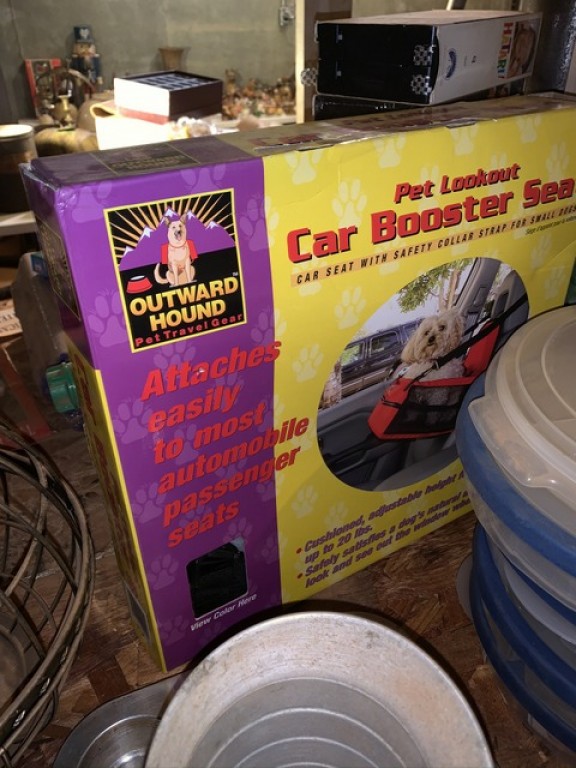 HATARI
OUTWARD
HOUND
Pet Travel Gear
Pet Lookout
Car Booster Sea
CAR SEAT WITH SAFETY COLLAR STRAP FOR SMALL DOGS
Attaches
easily
to most
automobile
passenger
seats
• Cushioned, adjustable height
up to 20 lbs.
• Safely satisfies a dog's natural
look and see out the window
View Color Here